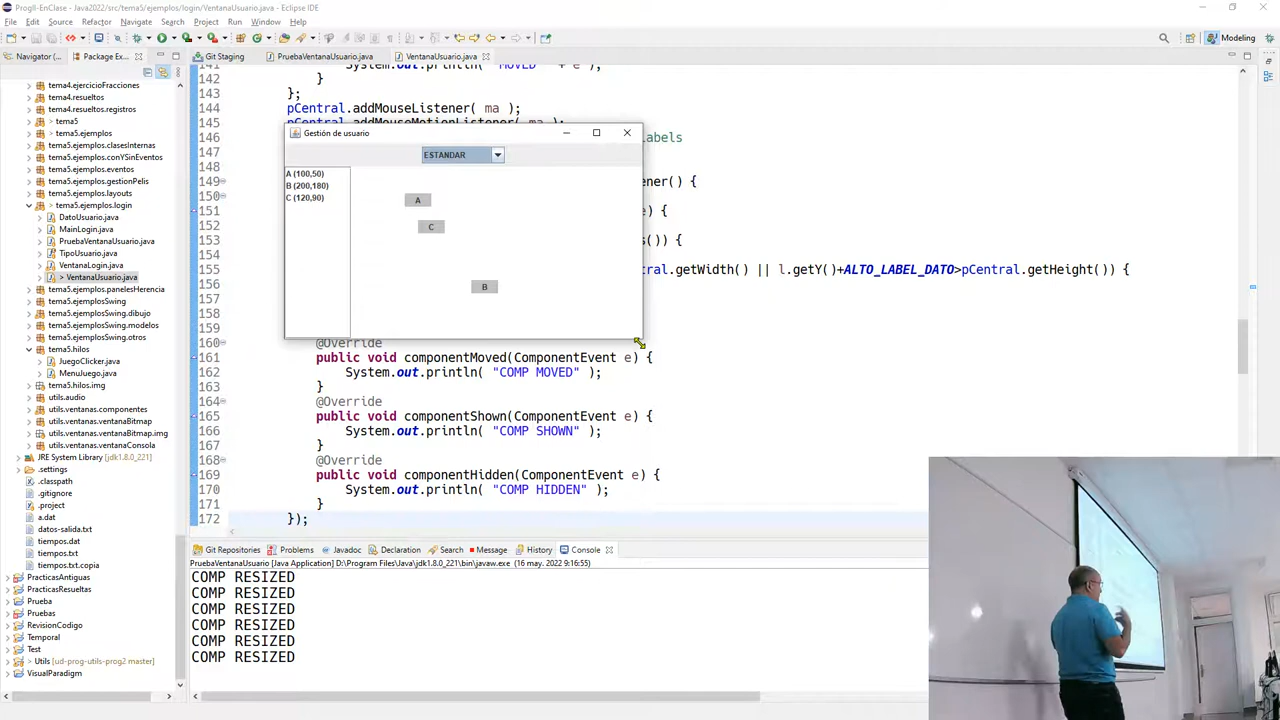 ProgII-EnClase - Java2022/src/tema5/ejemplos/login/VentanaUsuario.java - Eclipse IDE
File Edit Source Refactor Navigate Search Project Run Window Help
Modeling
Navigator (...
Package Ex...
tema4.ejercicioFracciones
tema4.resueltos
tema4.resueltos.registros
> tema5
> tema5.ejemplos
tema5.ejemplos.clasesInternas
tema5.ejemplos.conYSinEventos
tema5.ejemplos.eventos
tema5.ejemplos.gestionPelis
tema5.ejemplos.layouts
> tema5.ejemplos.login
DatoUsuario.java
MainLogin.java
PruebaVentanaUsuario.java
TipoUsuario.java
VentanaLogin.java
> VentanaUsuario.java
tema5.ejemplos.panelesHerencia
tema5.ejemplosSwing
tema5.ejemplosSwing.dibujo
tema5.ejemplosSwing.modelos
tema5.ejemplosSwing.otros
tema5.hilos
JuegoClicker.java
MenuJuego.java
tema5.hilos.img
utils.audio
utils.ventanas.componentes
utils.ventanas.ventanaBitmap
utils.ventanas.ventanaBitmap.img
utils.ventanas.ventanaConsola
JRE System Library [jdk1.8.0_221]
.settings
.classpath
.gitignore
.project
a.dat
datos-salida.txt
tiempos.dat
tiempos.txt
tiempos.txt.copia
PracticasAntiguas
PracticasResueltas
Prueba
Pruebas
RevisionCodigo
Temporal
Test
> Utils [ud-prog-utils-prog2 master]
VisualParadigm
Git Staging
PruebaVentanaUsuario.java
VentanaUsuario.java
141 System.out.println( "MOVED " + e );
142 }
143 };
144 pCentral.addMouseListener( ma );
145 pCentral.addMouseMotionListener( ma );
146 abels
147
148
149 ener() {
150
151 e) {
152
153 s()) {
154
155 tral.getWidth() || l.getY()+ALTO_LABEL_DATO>pCentral.getHeight()) {
156
157
158
159
160 @Override
161 public void componentMoved(ComponentEvent e) {
162 System.out.println( "COMP MOVED" );
163 }
164 @Override
165 public void componentShown(ComponentEvent e) {
166 System.out.println( "COMP SHOWN" );
167 }
168 @Override
169 public void componentHidden(ComponentEvent e) {
170 System.out.println( "COMP HIDDEN" );
171 }
172 });
Gestión de usuario
ESTANDAR
A (100,50)
B (200,180)
C (120,90)
A
C
B
Git Repositories Problems Javadoc Declaration Search Message History Console
PruebaVentanaUsuario [Java Application] D:\Program Files\Java\jdk1.8.0_221\bin\javaw.exe (16 may. 2022 9:16:55)
COMP RESIZED
COMP RESIZED
COMP RESIZED
COMP RESIZED
COMP RESIZED
COMP RESIZED